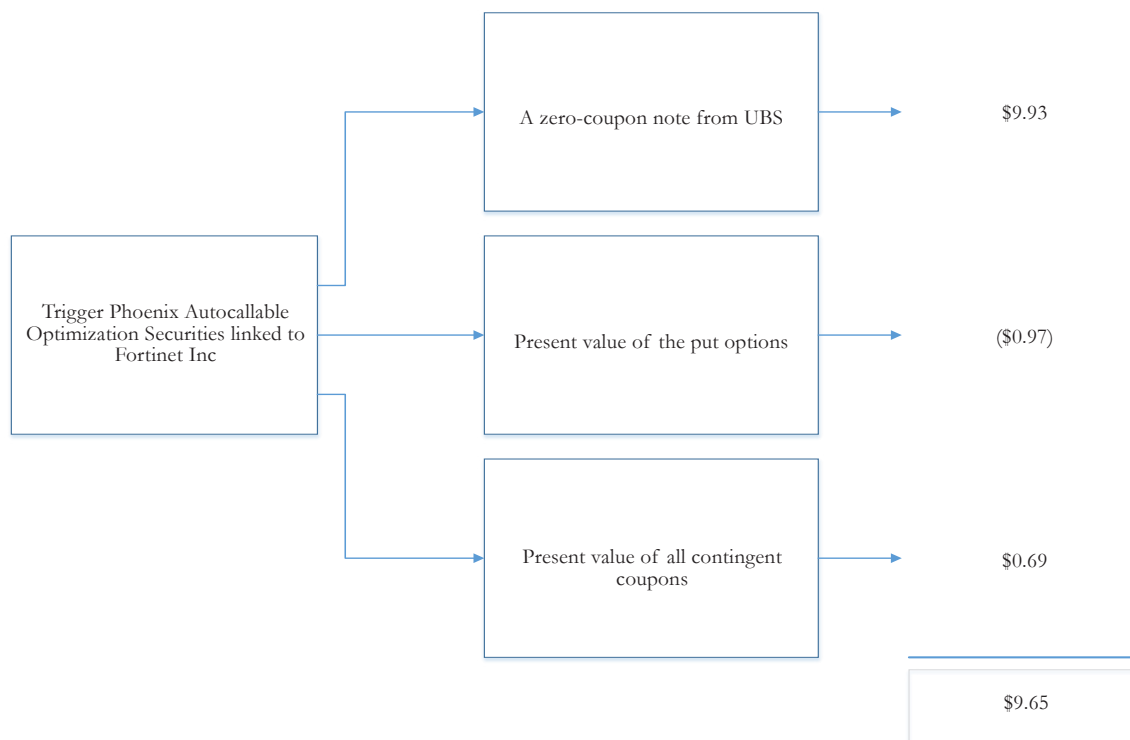 A zero-coupon note from UBS
$9.93
Trigger Phoenix Autocallable
Optimization Securities linked to
Fortinet Inc
Present value of the put options
($0.97)
Present value of all contingent
coupons
$0.69
$9.65